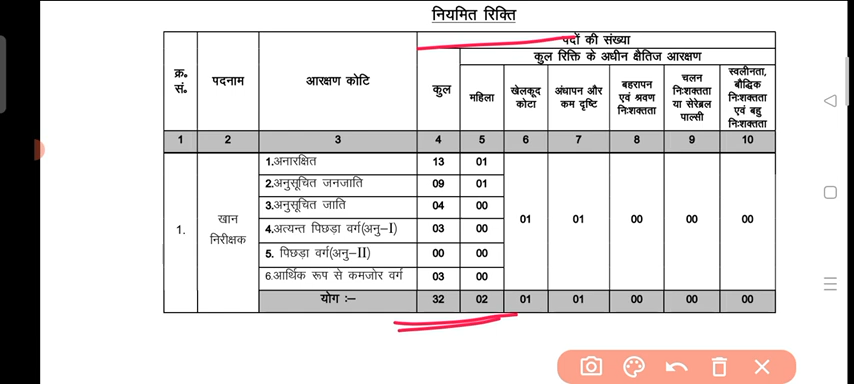 नियमित रिक्ति
क्र॰ सं॰ पदनाम आरक्षण कोटि पदों की संख्या
कुल कुल रिक्ति के अधीन क्षैतिज आरक्षण
महिला खेलकूद कोटा अंधापन और कम दृष्टि बहरापन एवं श्रवण निःशक्तता चलन निःशक्तता या सेरेब्रल पाल्सी स्वलीनता, बौद्धिक निःशक्तता एवं बहु निःशक्तता
1 2 3 4 5 6 7 8 9 10
1. खान निरीक्षक 1.अनारक्षित 13 01 01 01 00 00 00
2.अनुसूचित जनजाति 09 01
3.अनुसूचित जाति 04 00
4.अत्यन्त पिछड़ा वर्ग(अनु–I) 03 00
5. पिछड़ा वर्ग(अनु–II) 00 00
6.आर्थिक रूप से कमजोर वर्ग 03 00
योग :– 32 02 01 01 00 00 00